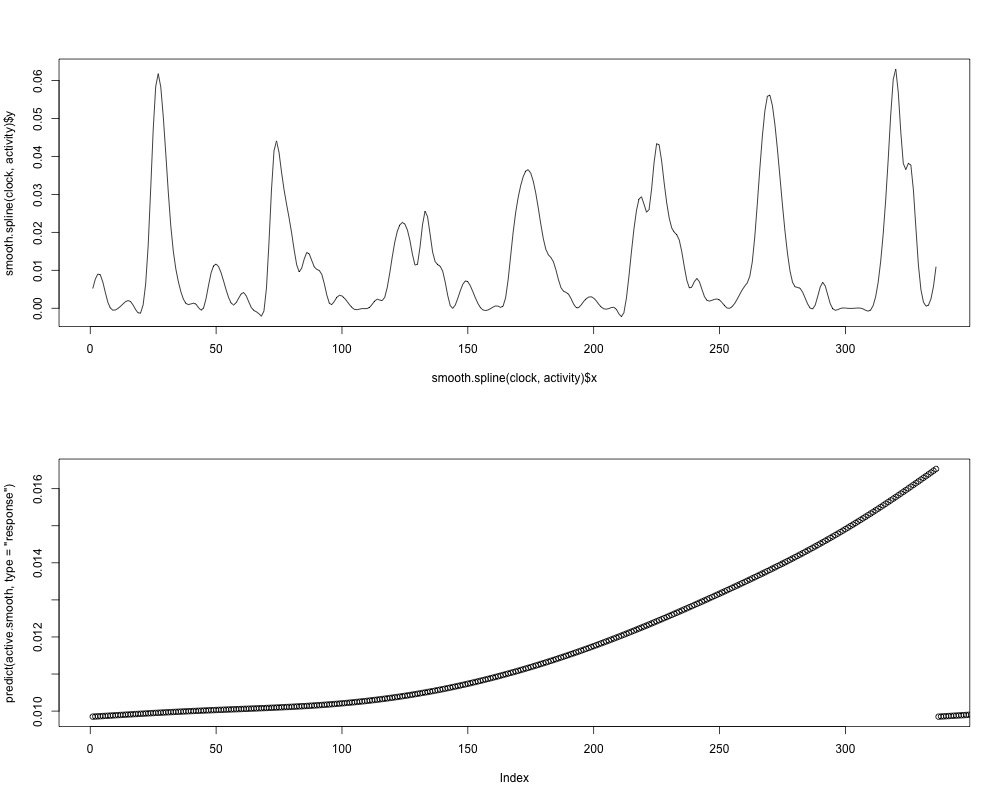 smooth.spline(clock, activity)$y
0.00 0.01 0.02 0.03 0.04 0.05 0.06
0 50 100 150 200 250 300
smooth.spline(clock, activity)$x
predict(active.smooth, type = "response")
0.010 0.012 0.014 0.016
0 50 100 150 200 250 300
Index